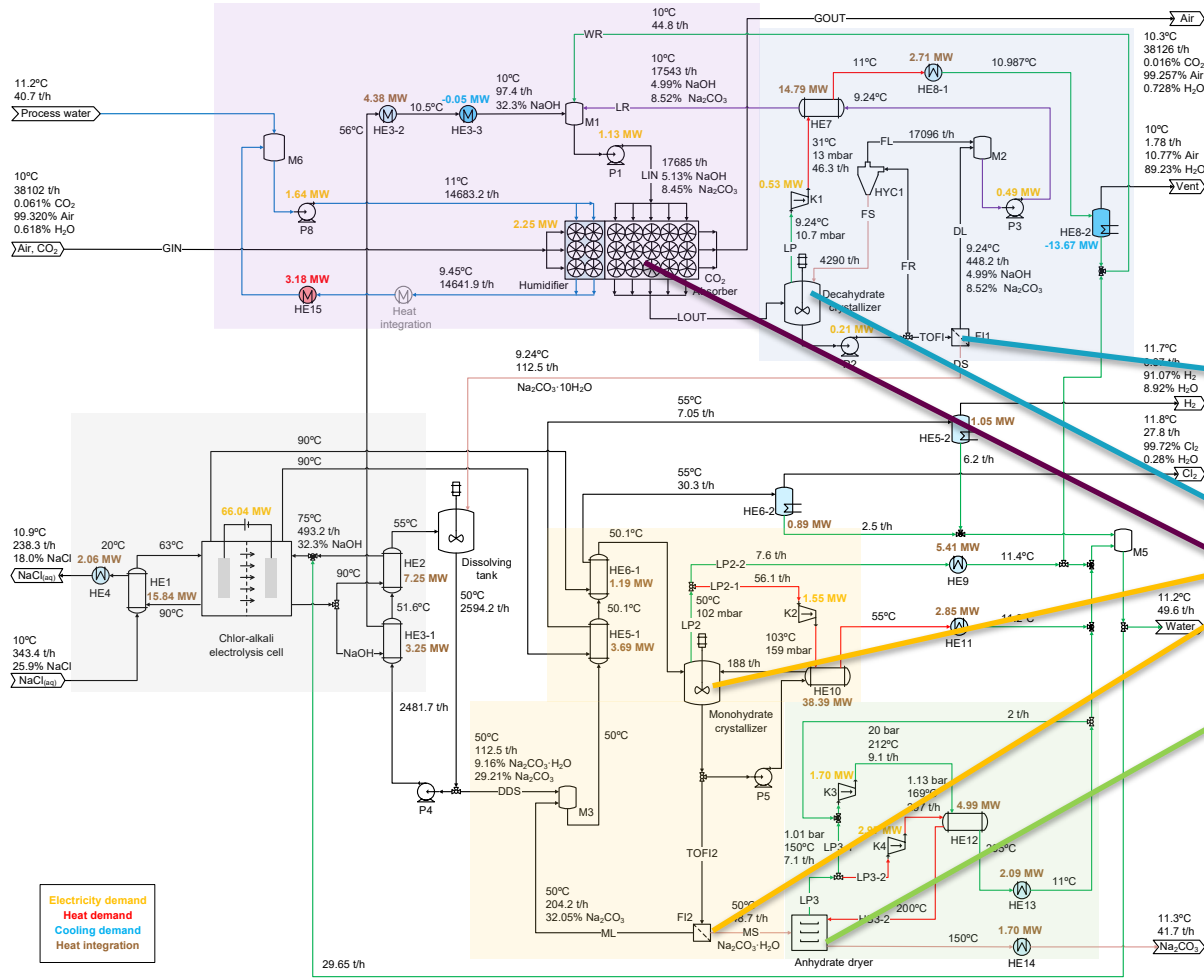 GOUT
Air
10.3ºC
38126 t/h
0.016% CO₂
99.257% Air
0.728% H₂O
10ºC
44.8 t/h
WR
11.2ºC
40.7 t/h
Process water
4.38 MW
10.5ºC
HE3-2
-0.05 MW
HE3-3
10ºC
97.4 t/h
32.3% NaOH
56ºC
10ºC
17543 t/h
4.99% NaOH
8.52% Na₂CO₃
LR
M1
1.13 MW
P1
LIN
17685 t/h
5.13% NaOH
8.45% Na₂CO₃
14.79 MW
HE7
11ºC
2.71 MW
HE8-1
10.987ºC
9.24ºC
31ºC
13 mbar
46.3 t/h
0.53 MW
K1
FL
17096 t/h
M2
HYC1
0.49 MW
P3
10ºC
1.78 t/h
10.77% Air
89.23% H₂O
Vent
HE8-2
-13.67 MW
M6
1.64 MW
P8
11ºC
14683.2 t/h
10ºC
38102 t/h
0.061% CO₂
99.320% Air
0.618% H₂O
Air, CO₂
GIN
2.25 MW
Humidifier
CO₂
Absorber
9.45ºC
14641.9 t/h
3.18 MW
HE15
Heat
integration
LOUT
9.24ºC
10.7 mbar
LP
FS
4290 t/h
FR
DL
9.24ºC
448.2 t/h
4.99% NaOH
8.52% Na₂CO₃
Decahydrate
crystallizer
0.21 MW
P2
TOFI
FI1
DS
9.24ºC
112.5 t/h
Na₂CO₃·10H₂O
11.7ºC
91.07% H₂
8.92% H₂O
H₂
11.8ºC
27.8 t/h
99.72% Cl₂
0.28% H₂O
Cl₂
55ºC
7.05 t/h
1.05 MW
HE5-2
6.2 t/h
55ºC
30.3 t/h
HE6-2
0.89 MW
2.5 t/h
M5
90ºC
90ºC
66.04 MW
75ºC
493.2 t/h
32.3% NaOH
55ºC
HE2
7.25 MW
90ºC
51.6ºC
HE3-1
3.25 MW
NaOH
Chlor-alkali
electrolysis cell
10.9ºC
238.3 t/h
18.0% NaCl
NaCl(aq)
20ºC
2.06 MW
HE4
63ºC
HE1
15.84 MW
90ºC
10ºC
343.4 t/h
25.9% NaCl
NaCl(aq)
Dissolving
tank
50ºC
2594.2 t/h
2481.7 t/h
P4
DDS
50ºC
112.5 t/h
9.16% Na₂CO₃·H₂O
29.21% Na₂CO₃
M3
50ºC
50.1ºC
HE6-1
1.19 MW
50.1ºC
HE5-1
3.69 MW
7.6 t/h
LP2-2
LP2-1
56.1 t/h
50ºC
102 mbar
LP2
1.55 MW
K2
103ºC
159 mbar
188 t/h
HE10
38.39 MW
Monohydrate
crystallizer
P5
5.41 MW
HE9
11.4ºC
55ºC
2.85 MW
HE11
11.2ºC
49.6 t/h
Water
2 t/h
20 bar
212ºC
9.1 t/h
1.70 MW
K3
1.13 bar
169ºC
K4
4.99 MW
HE12
1.01 bar
150ºC
7.1 t/h
LP3-2
LP3
200ºC
2.09 MW
HE13
11ºC
TOFI2
FI2
50ºC
204.2 t/h
32.05% Na₂CO₃
ML
50ºC
MS
Na₂CO₃·H₂O
Anhydrate dryer
150ºC
1.70 MW
HE14
11.3ºC
41.7 t/h
Na₂CO₃
29.65 t/h
Electricity demand
Heat demand
Cooling demand
Heat integration